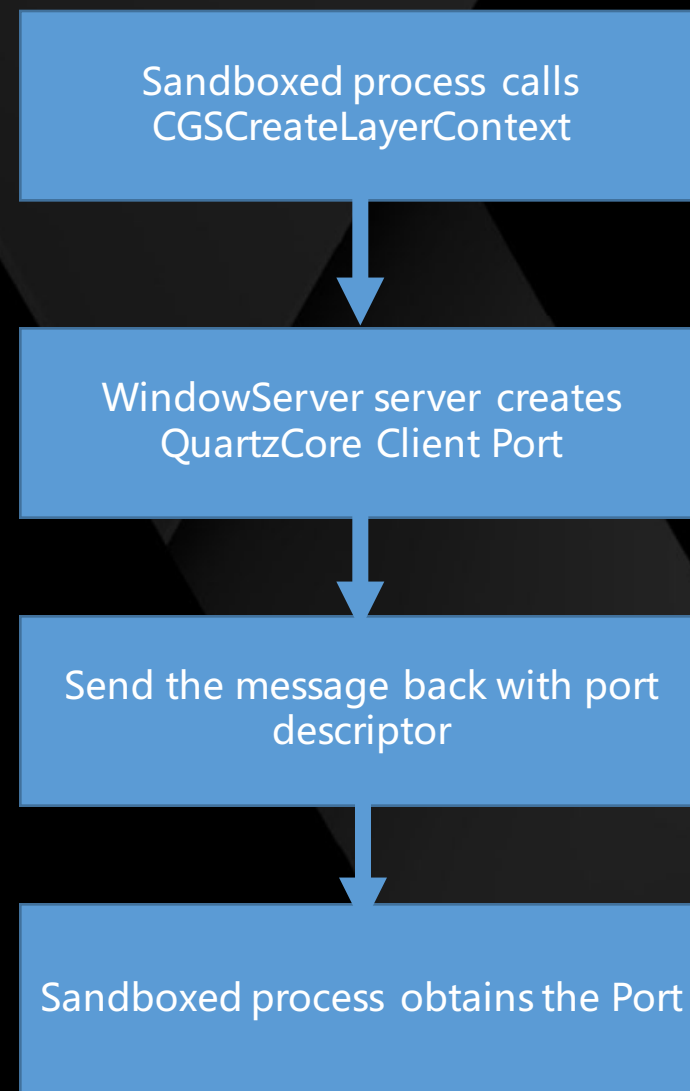 Sandboxed process calls
CGSCreateLayerContext
WindowServer server creates
QuartzCore Client Port
Send the message back with port
descriptor
Sandboxed process obtains the Port